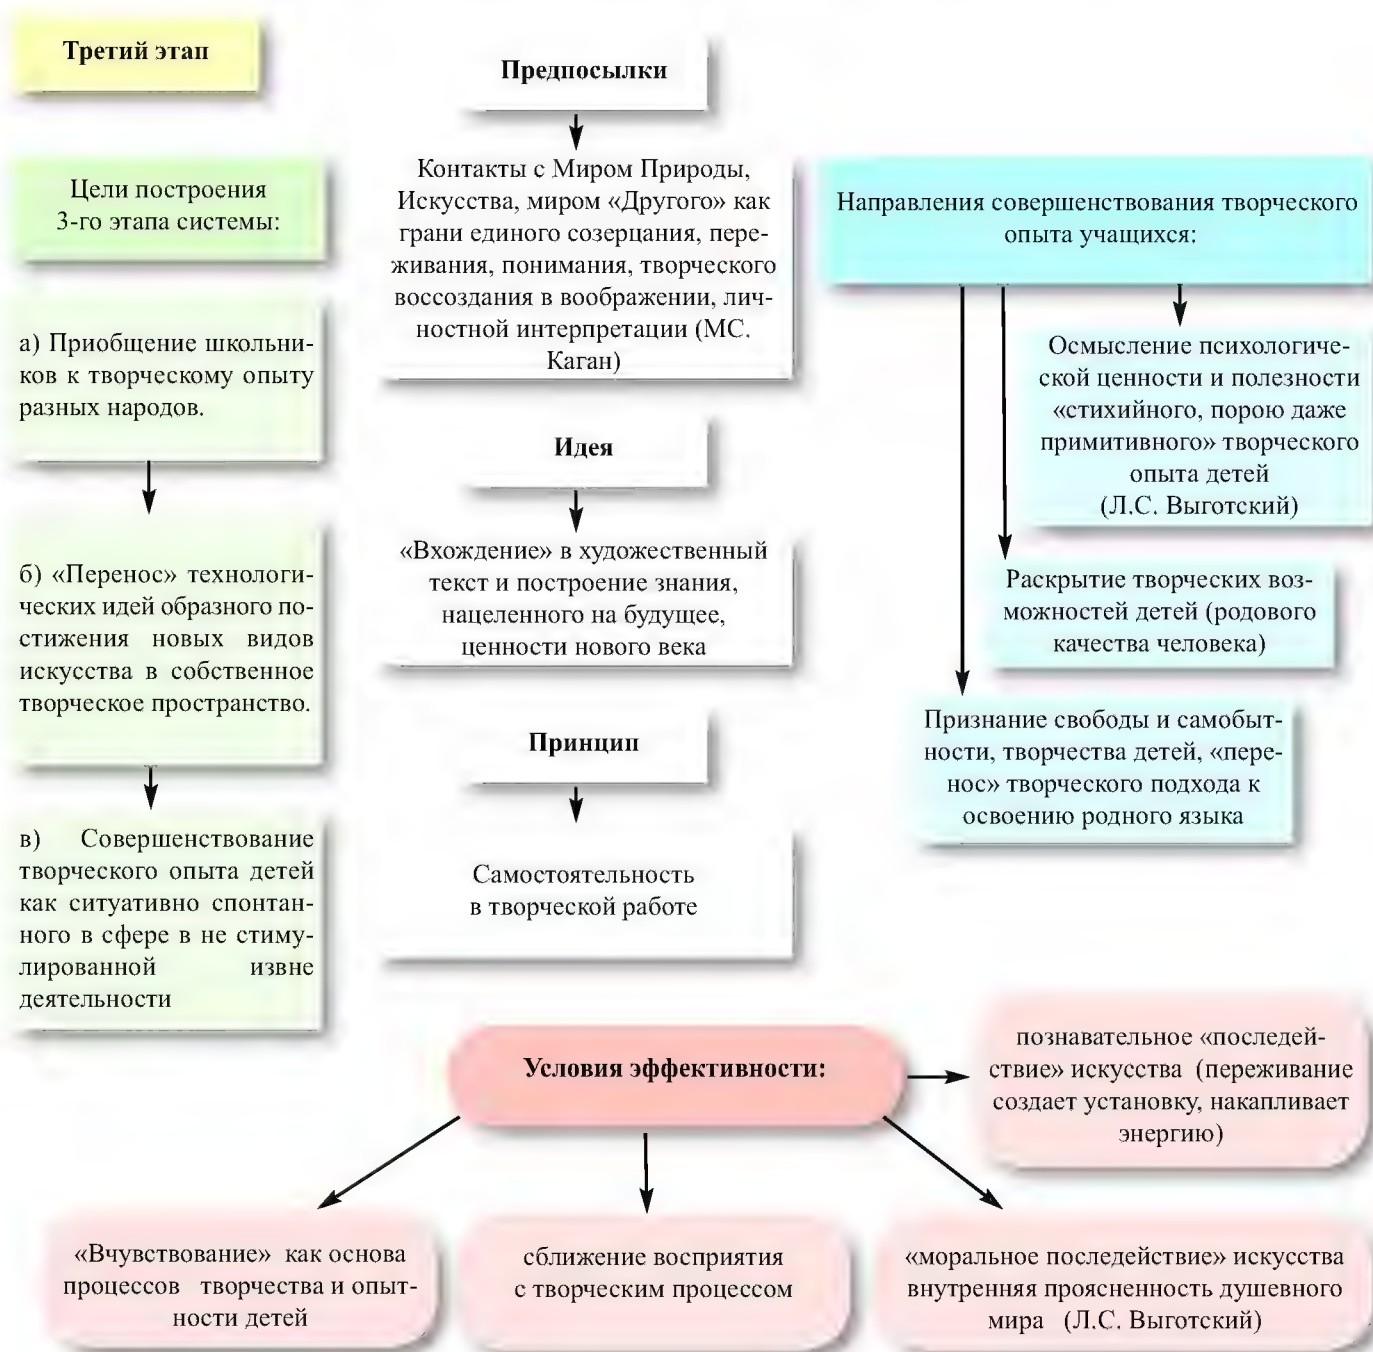 Третий этап
Цели построения
3-го этапа системы:
а) Приобщение школьни-
ков к творческому опыту
разных народов.
б) «Перенос» технологи-
ческих идей образного по-
стижения новых видов
искусства в собственное
творческое пространство.
в) Совершенствование
творческого опыта детей
как ситуативно спонтан-
ного в сфере в не стиму-
лированной извне
деятельности
Предпосылки
Контакты с Миром Природы,
Искусства, миром «Другого» как
грани единого созерцания, пере-
живания, понимания, творческого
воссоздания в воображении, лич-
ностной интерпретации (МС.
Каган)
Идея
«Вхождение» в художественный
текст и построение знания,
нацеленного на будущее,
ценности нового века
Принцип
Самостоятельность
в творческой работе
Направления совершенствования творческого
опыта учащихся:
Осмысление психологиче-
ской ценности и полезности
«стихийного, порою даже
примитивного» творческого
опыта детей
(Л.С. Выготский)
Раскрытие творческих воз-
можностей детей (родового
качества человека)
Признание свободы и самобыт-
ности, творчества детей, «пере-
нос» творческого подхода к
освоению родного языка
Условия эффективности:
познавательное «последей-
ствие» искусства (переживание
создает установку, накапливает
энергию)
«Вчувствование» как основа
процессов творчества и опыт-
ности детей
сближение восприятия
с творческим процессом
«моральное последействие» искусства
внутренняя проясненность душевного
мира (Л.С. Выготский)